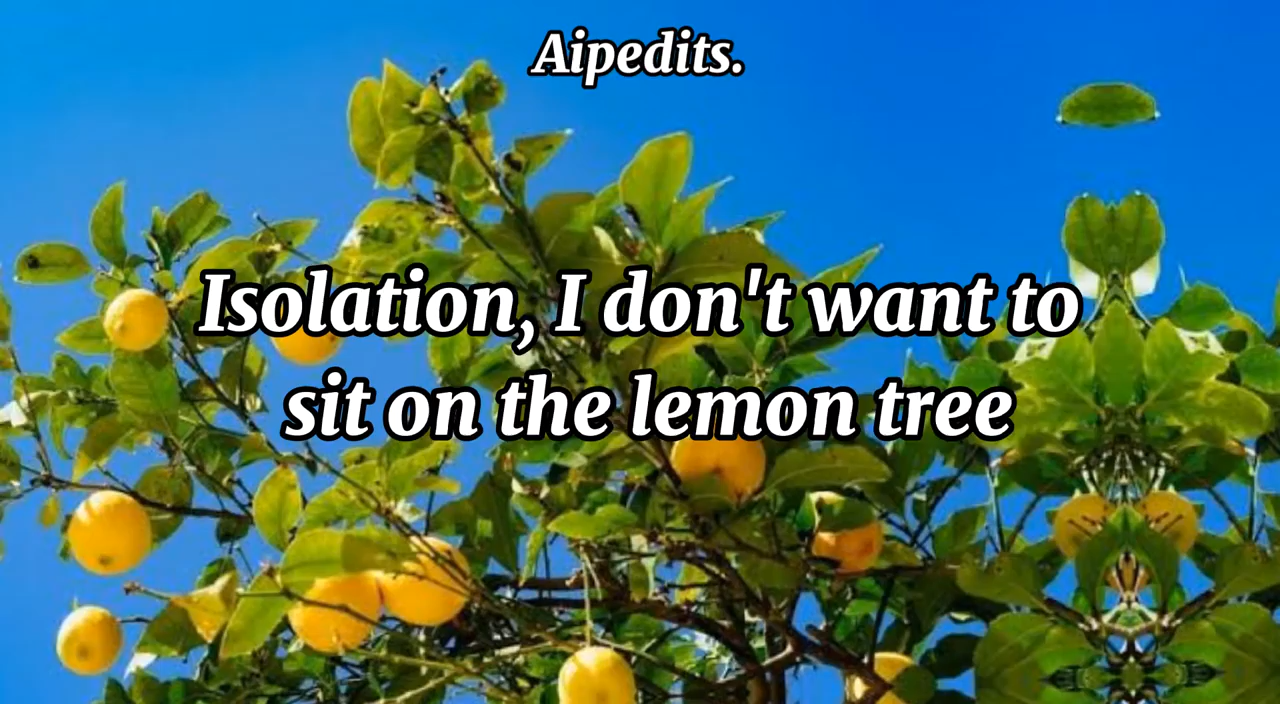 Aipedits.
Isolation, I don't want to
sit on the lemon tree